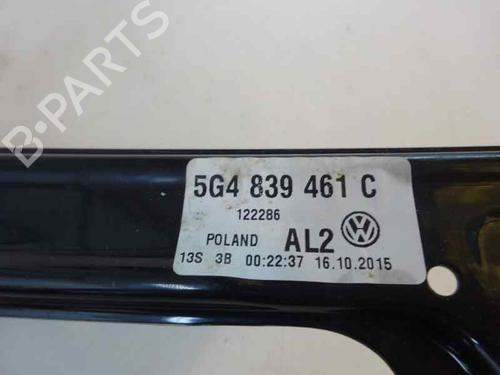 B-PARTS
5G4 839 461 C
122286
POLAND AL2
13S 3B 00:22:37 16.10.2015